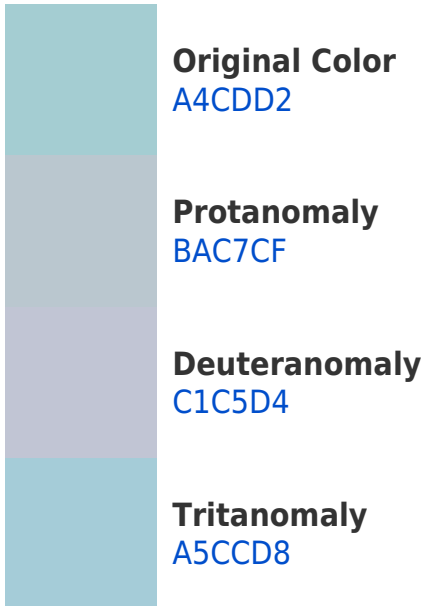 Original Color
A4CDD2
Protanomaly
BAC7CF
Deuteranomaly
C1C5D4
Tritanomaly
A5CCD8